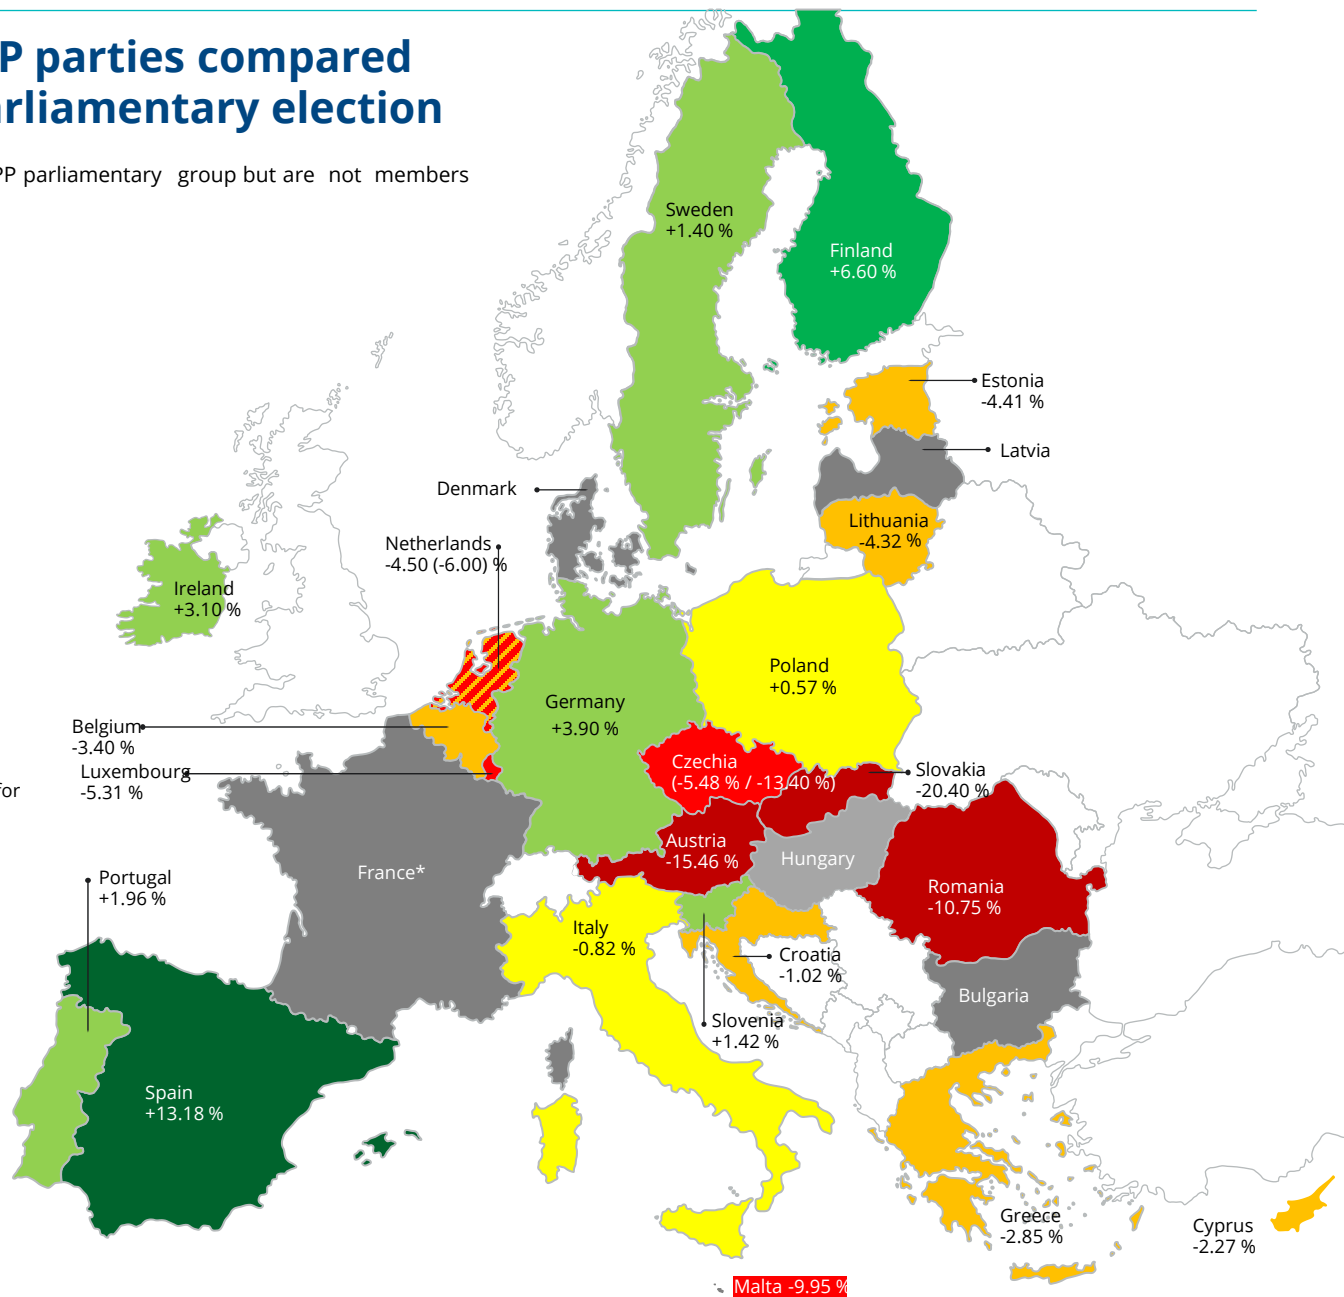 P parties compared
rliamentary election
PP parliamentary group but are not members
Sweden
+1.40 %
Finland
+6.60 %
Estonia
-4.41 %
Latvia
Denmark
Lithuania
-4.32 %
Netherlands
-4.50 (-6.00) %
Ireland
+3.10 %
Poland
+0.57 %
Germany
+3.90 %
Belgium
-3.40 %
Luxembourg
-5.31 %
for
Czechia
(-5.48 % / -13.40 %)
Slovakia
-20.40 %
Austria
-15.46 %
Hungary
France*
Portugal
+1.96 %
Romania
-10.75 %
Italy
-0.82 %
Croatia
-1.02 %
Bulgaria
Slovenia
+1.42 %
Spain
+13.18 %
Greece
-2.85 %
Cyprus
-2.27 %
Malta -9.95 %